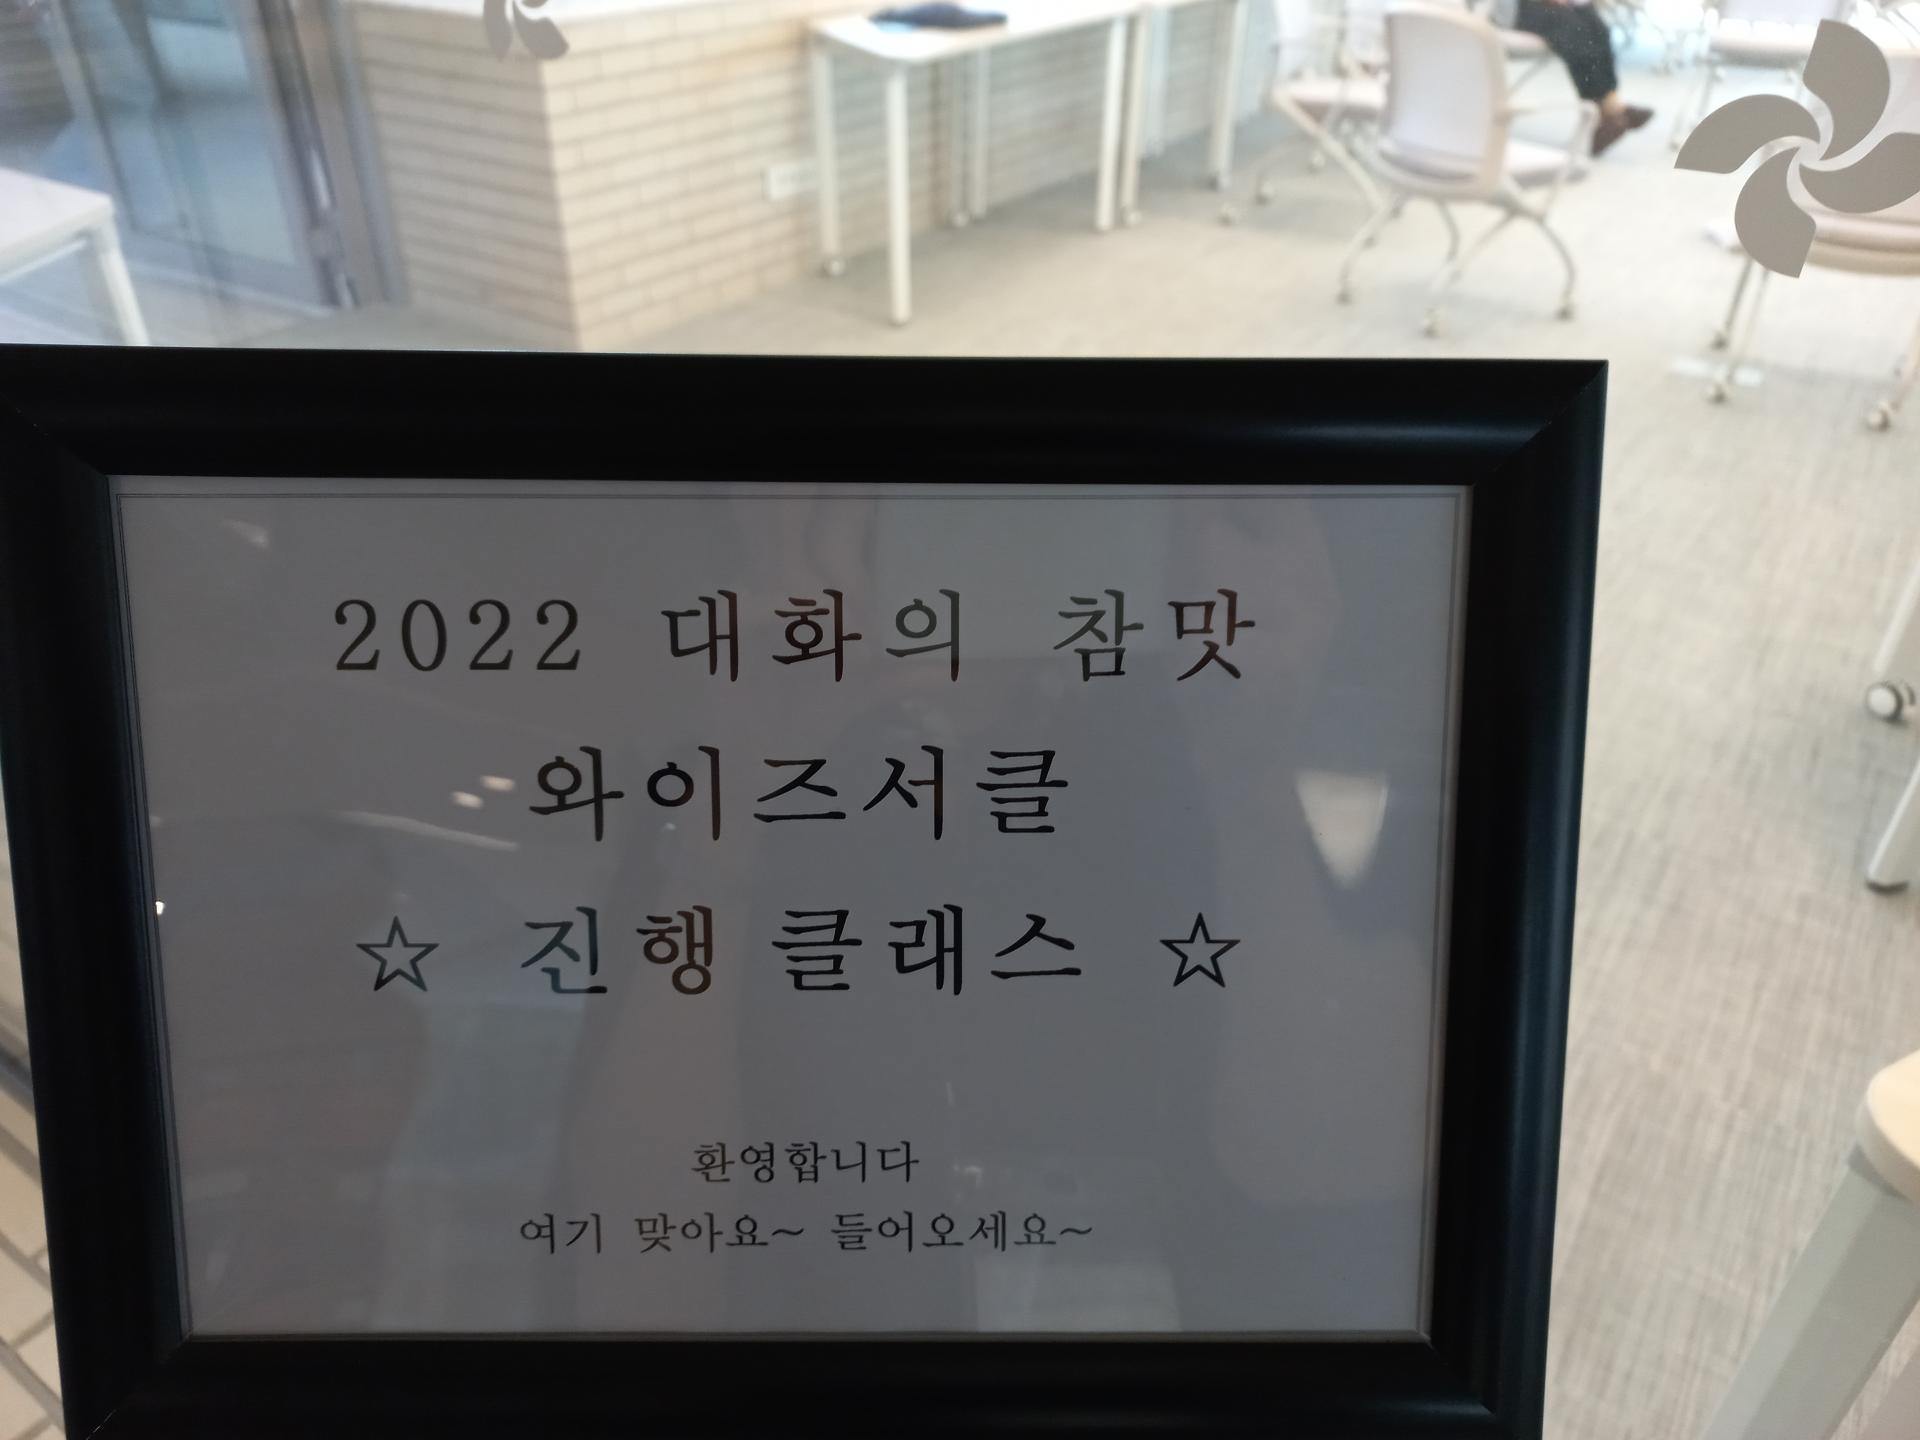 2022 대화의 참맛
와이즈서클
☆ 진행 클래스 ☆
환영합니다
여기 맞아요~ 들어오세요~